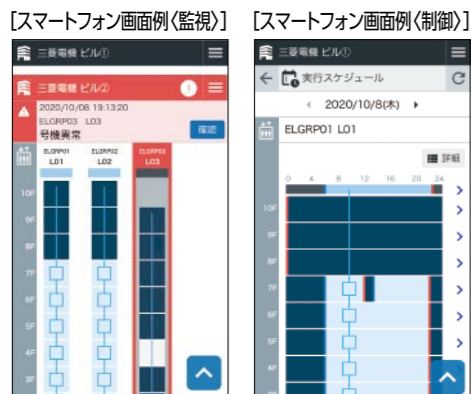 [スマートフォン画面例〈監視〉]
三菱電機 ビル①
三菱電機 ビル②
1
2020/10/08 19:13:20
ELGRP03 L03
号機異常
確認
ELGRP01 ELGRP02 ELGRP03
L01 L02 L03
10F
9F
8F
7F
6F
5F
4F
3F
[スマートフォン画面例〈制御〉]
三菱電機 ビル①
実行スケジュール
2020/10/8(木)
ELGRP01 L01
詳細
0 4 8 12 16 20 24
10F
9F
8F
7F
6F
5F
4F